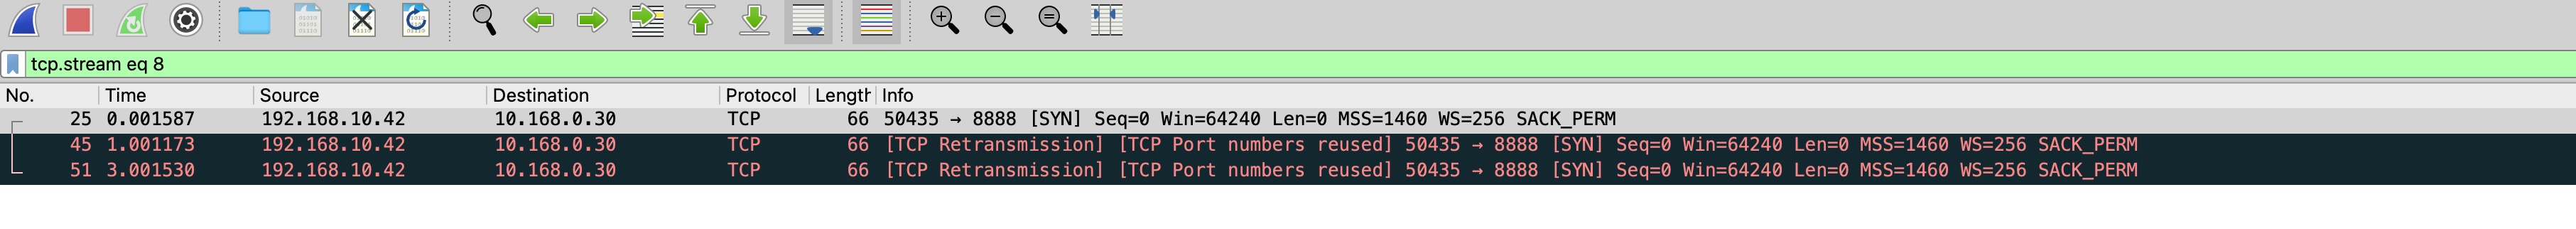 tcp.stream eq 8
No. Time Source Destination Protocol Length Info
25 0.001587 192.168.10.42 10.168.0.30 TCP 66 50435 → 8888 [SYN] Seq=0 Win=64240 Len=0 MSS=1460 WS=256 SACK_PERM
45 1.001173 192.168.10.42 10.168.0.30 TCP 66 [TCP Retransmission] [TCP Port numbers reused] 50435 → 8888 [SYN] Seq=0 Win=64240 Len=0 MSS=1460 WS=256 SACK_PERM
51 3.001530 192.168.10.42 10.168.0.30 TCP 66 [TCP Retransmission] [TCP Port numbers reused] 50435 → 8888 [SYN] Seq=0 Win=64240 Len=0 MSS=1460 WS=256 SACK_PERM